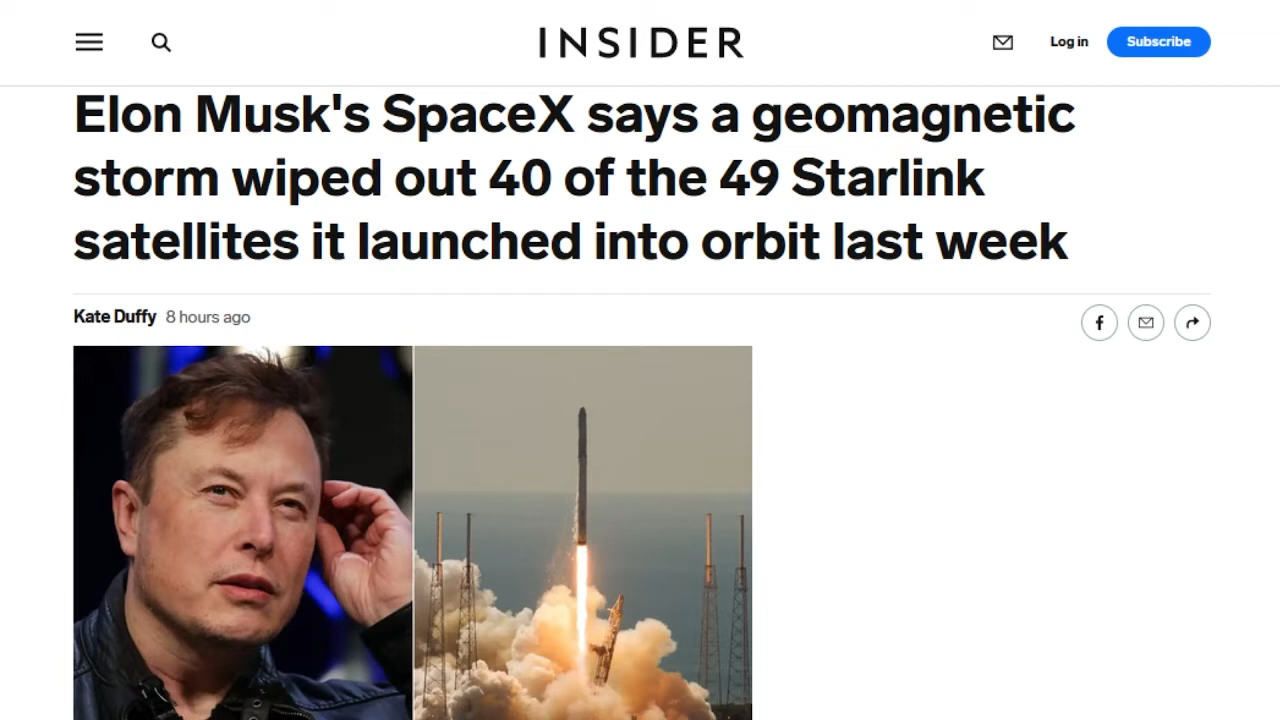 INSIDER
Log in
Subscribe
Elon Musk's SpaceX says a geomagnetic
storm wiped out 40 of the 49 Starlink
satellites it launched into orbit last week
Kate Duffy 8 hours ago